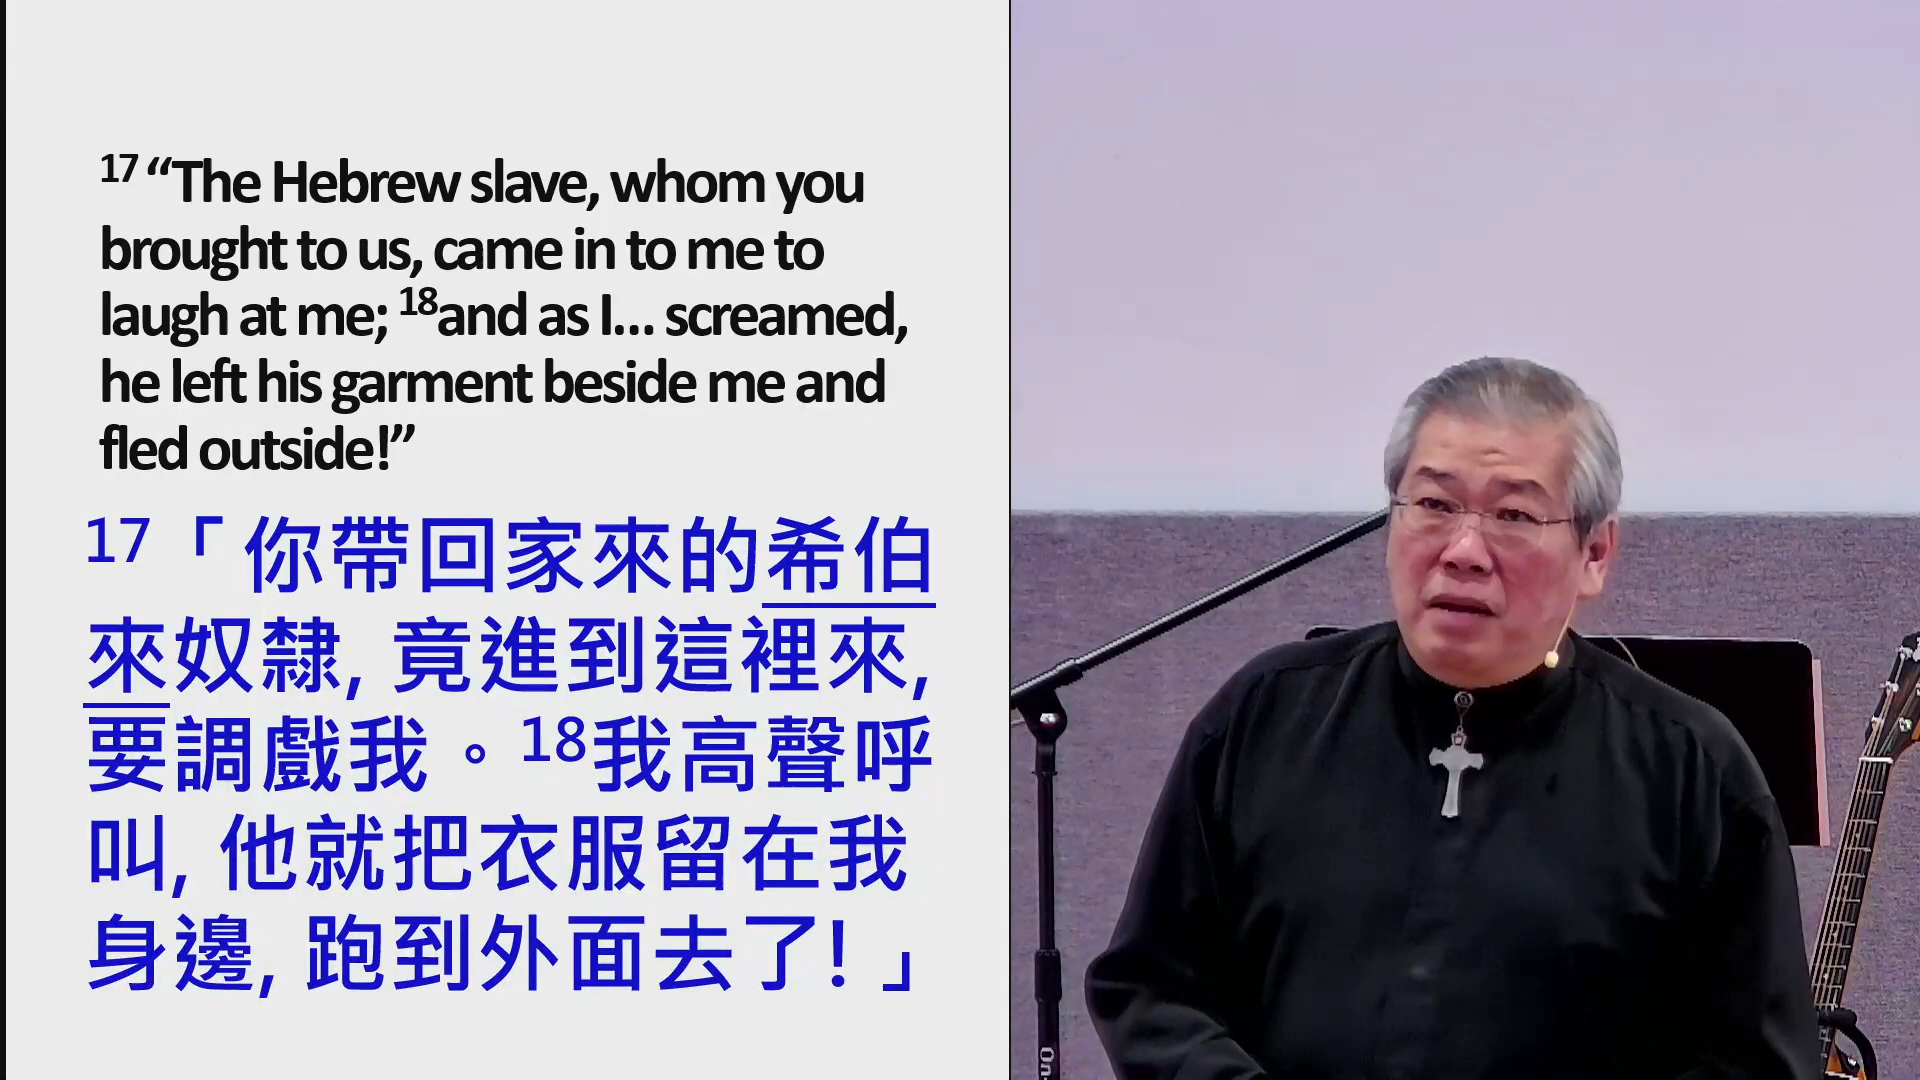 17 “The Hebrew slave, whom you
brought to us, came in to me to
laugh at me; 18and as I... screamed,
he left his garment beside me and
fled outside!”
17「你帶回家來的希伯
來奴隸, 竟進到這裡來,
要調戲我。18我高聲呼
叫, 他就把衣服留在我
身邊, 跑到外面去了! 」